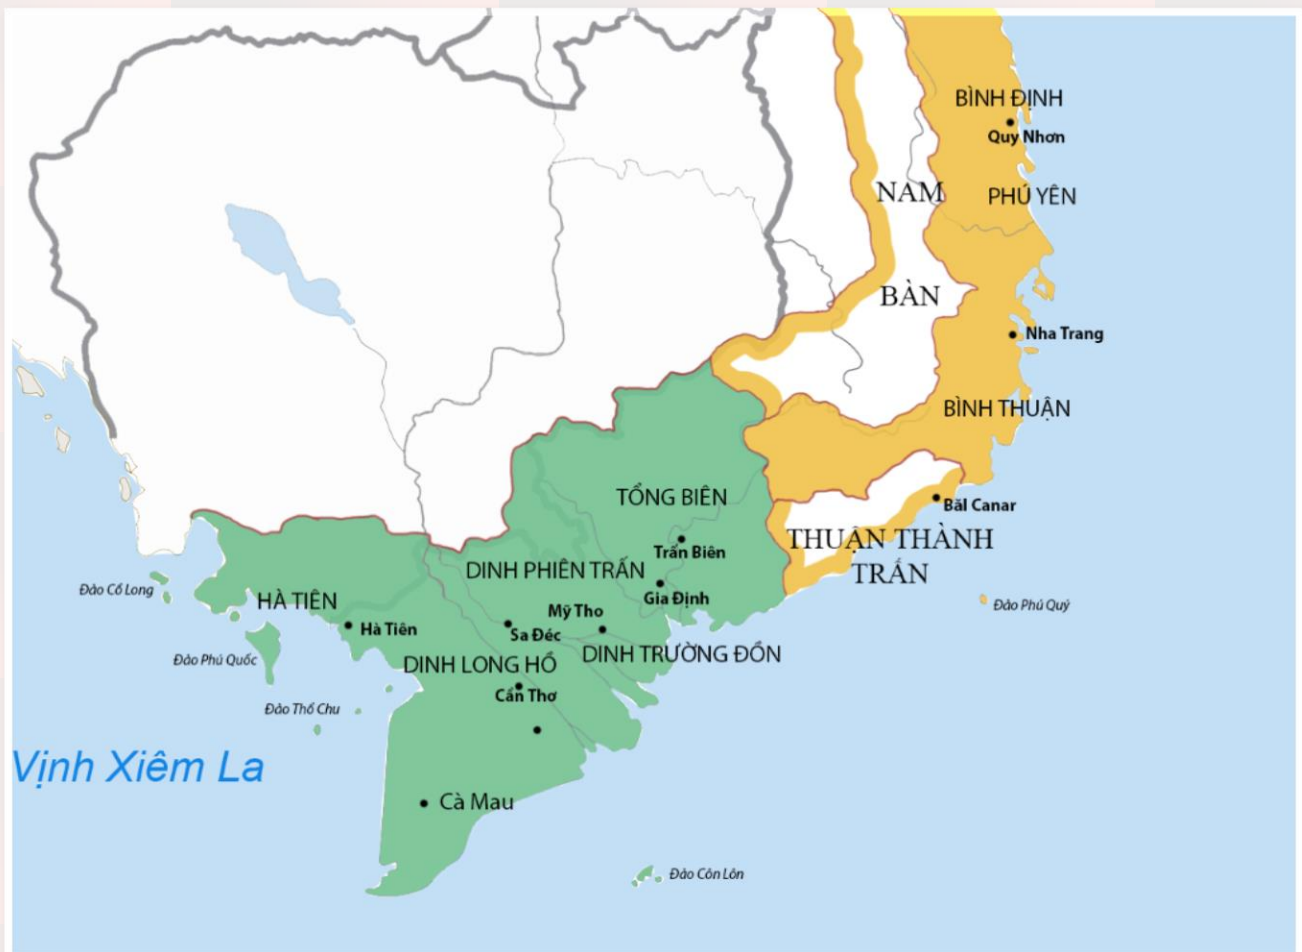 BÌNH ĐỊNH
Quy Nhơn
NAM
PHÚ YÊN
BÀN
Nha Trang
BÌNH THUẬN
TỔNG BIÊN
Băl Canar
THUẬN THÀNH
TRẤN
Trấn Biên
DINH PHIÊN TRẤN
Đảo Cổ Long
HÀ TIÊN
Mỹ Tho
Gia Định
Đảo Phú Quý
Hà Tiên
Sa Đéc
Đảo Phú Quốc
DINH LONG HỒ
DINH TRƯỜNG ĐỒN
Cần Thơ
Đảo Thổ Chu
Vịnh Xiêm La
Cà Mau
Đảo Côn Lôn